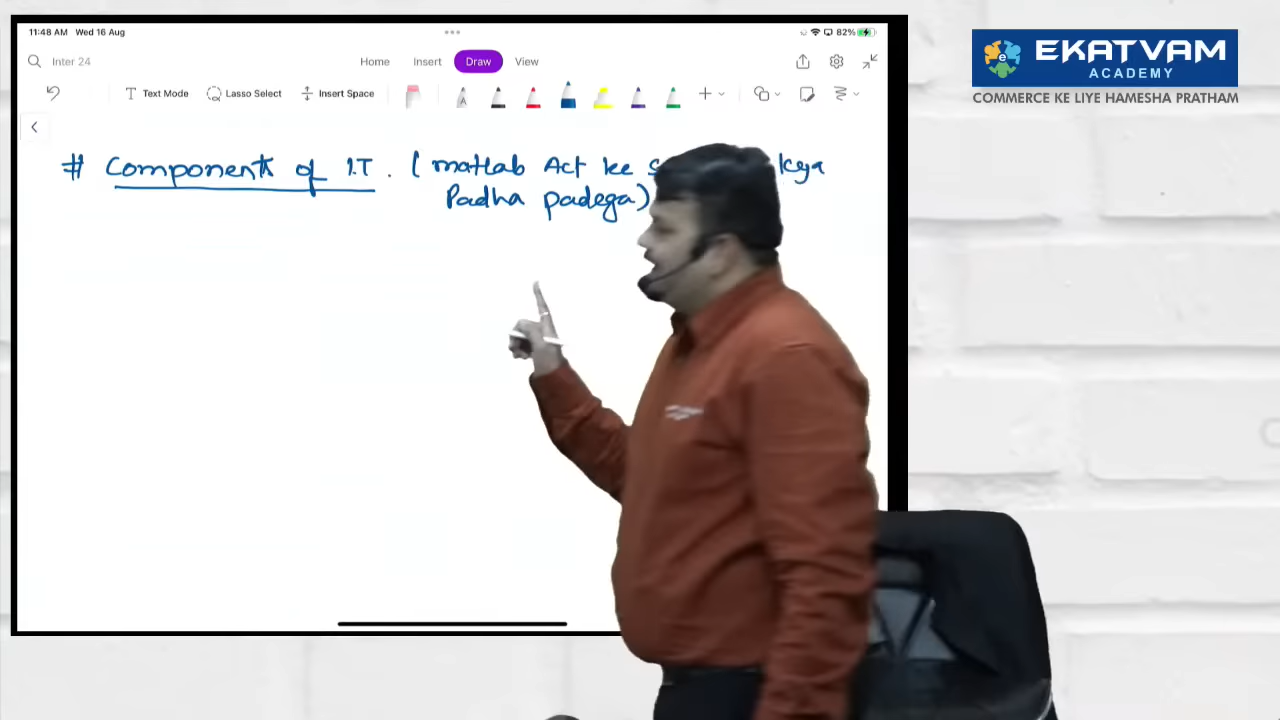 11:48 AM Wed 16 Aug
82%
Inter 24
Home Insert Draw View
Text Mode Lasso Select Insert Space
# Components of I.T. (matlab Act ke kya
Padha padega)
EKATVAM
ACADEMY
COMMERCE KE LIYE HAMESHA PRATHAM